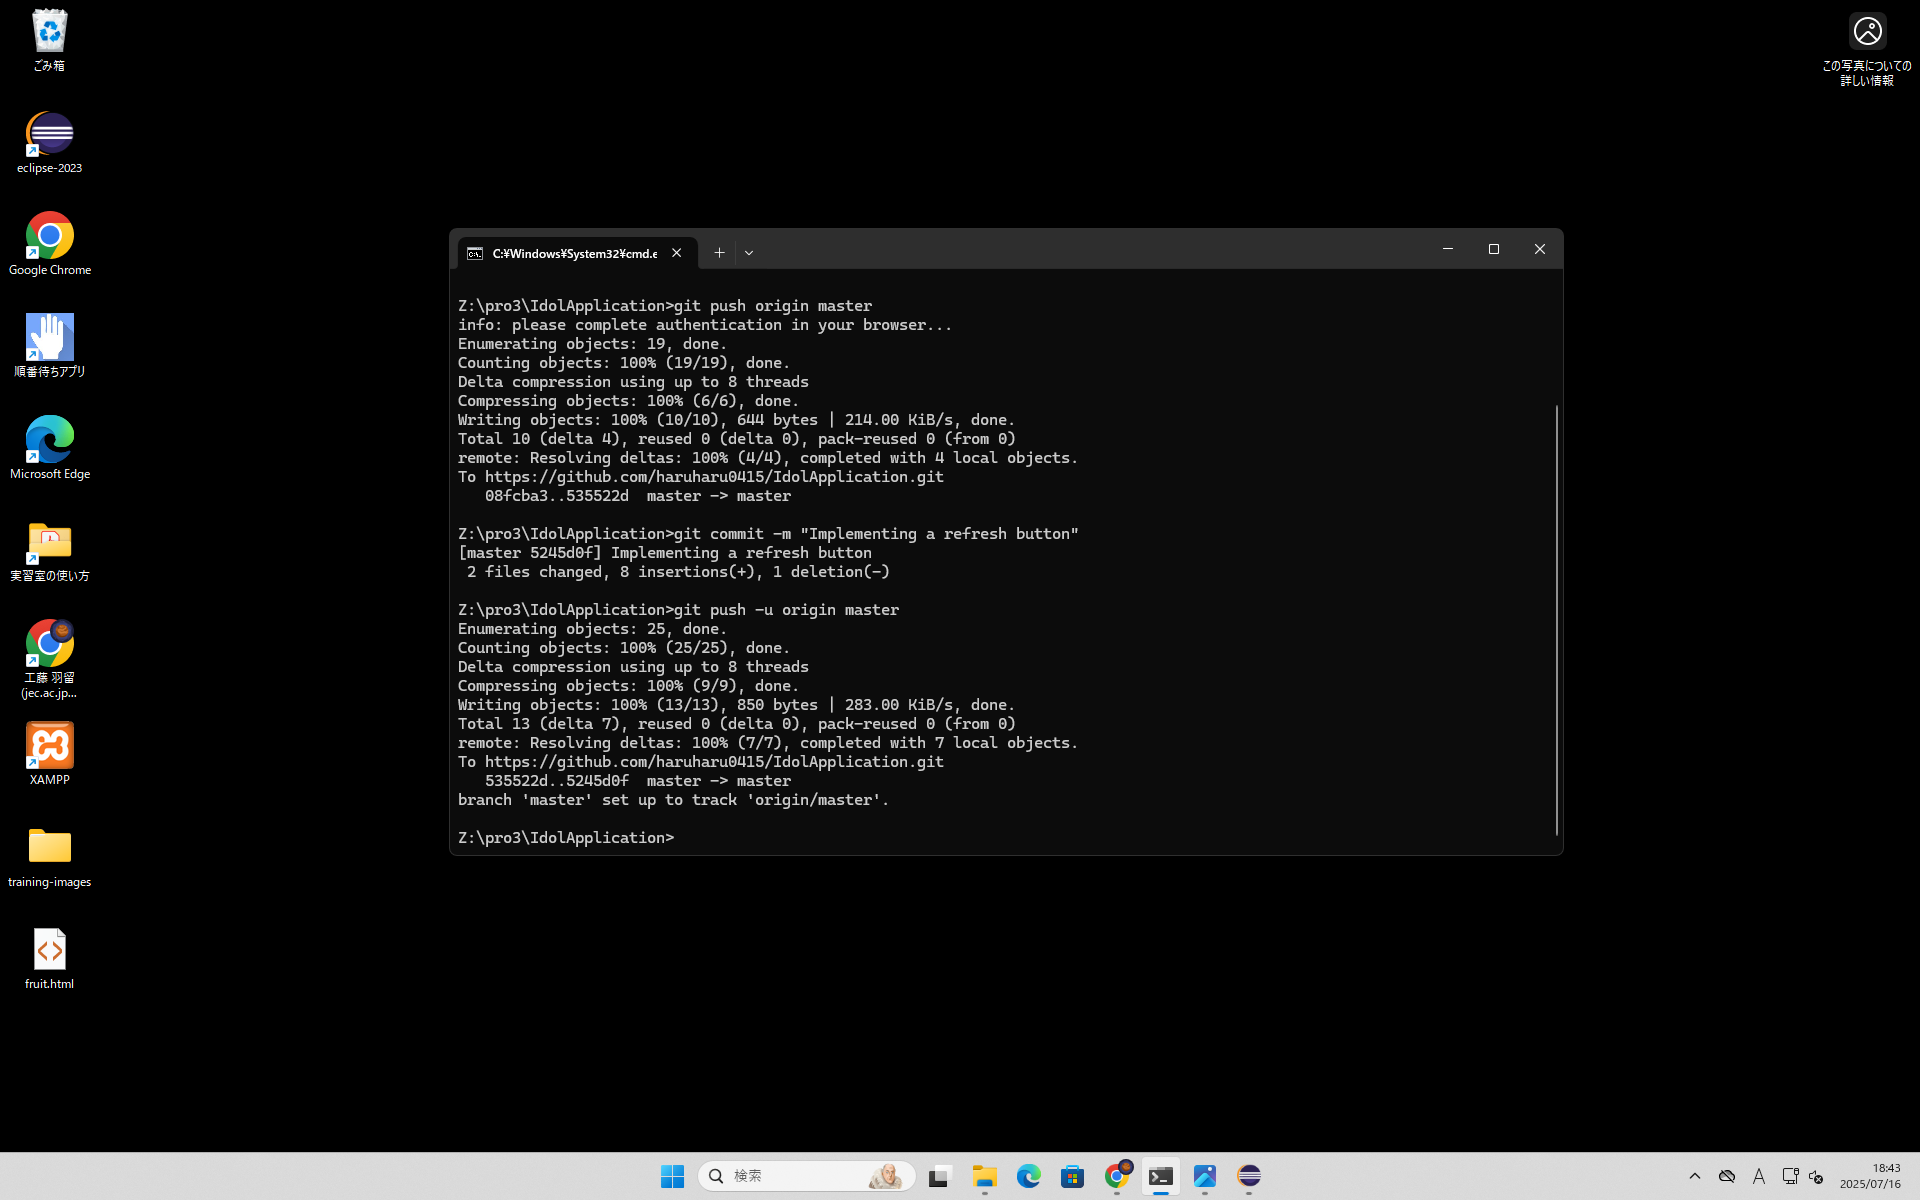 ごみ箱
eclipse-2023
Google Chrome
順番待ちアプリ
Microsoft Edge
実習室の使い方
工藤 羽留
(jec.ac.jp...
XAMPP
training-images
fruit.html
この写真についての
詳しい情報
C:¥Windows¥System32¥cmd.e
Z:\pro3\IdolApplication>git push origin master
info: please complete authentication in your browser...
Enumerating objects: 19, done.
Counting objects: 100% (19/19), done.
Delta compression using up to 8 threads
Compressing objects: 100% (6/6), done.
Writing objects: 100% (10/10), 644 bytes | 214.00 KiB/s, done.
Total 10 (delta 4), reused 0 (delta 0), pack-reused 0 (from 0)
remote: Resolving deltas: 100% (4/4), completed with 4 local objects.
To https://github.com/haruharu0415/IdolApplication.git
   08fcba3..535522d  master -> master
Z:\pro3\IdolApplication>git commit -m "Implementing a refresh button"
[master 5245d0f] Implementing a refresh button
 2 files changed, 8 insertions(+), 1 deletion(-)
Z:\pro3\IdolApplication>git push -u origin master
Enumerating objects: 25, done.
Counting objects: 100% (25/25), done.
Delta compression using up to 8 threads
Compressing objects: 100% (9/9), done.
Writing objects: 100% (13/13), 850 bytes | 283.00 KiB/s, done.
Total 13 (delta 7), reused 0 (delta 0), pack-reused 0 (from 0)
remote: Resolving deltas: 100% (7/7), completed with 7 local objects.
To https://github.com/haruharu0415/IdolApplication.git
   535522d..5245d0f  master -> master
branch 'master' set up to track 'origin/master'.
Z:\pro3\IdolApplication>
検索
A
18:43
2025/07/16